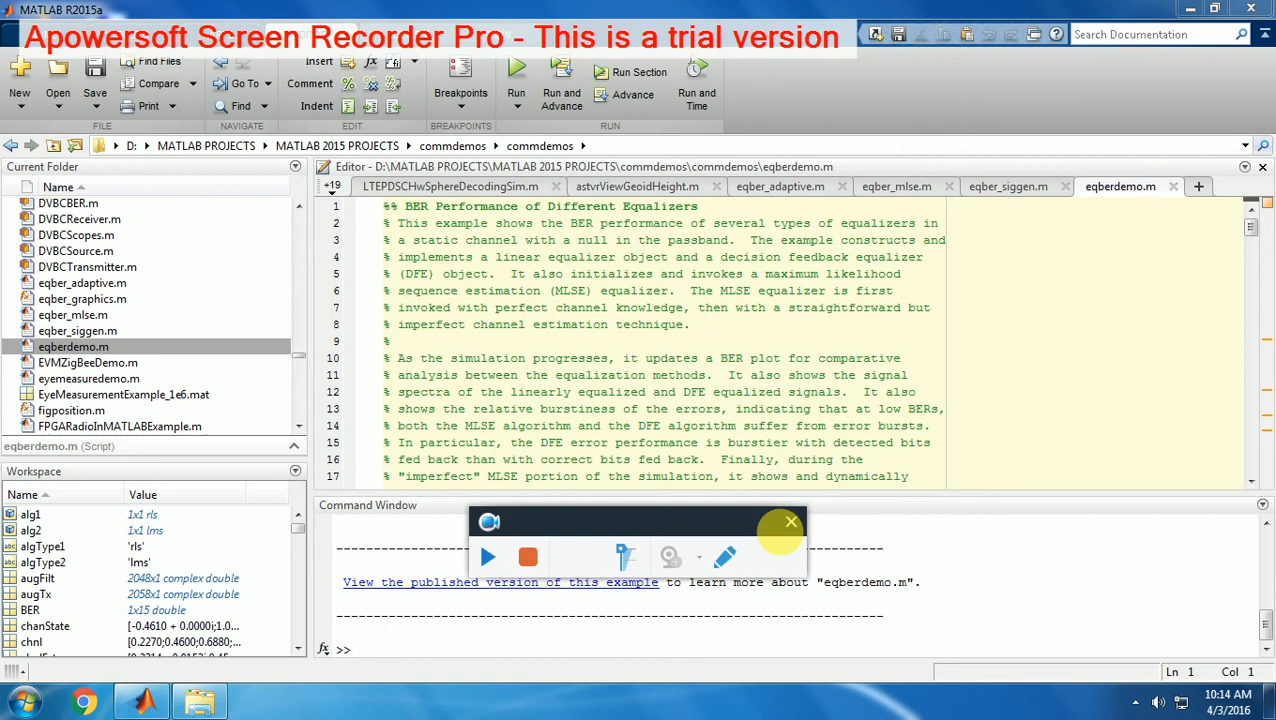 MATLAB R2015a
Apowersoft Screen Recorder Pro - This is a trial version
Search Documentation
New
Open
Save
Find Files
Compare
Print
Go To
Find
Insert
Comment
Indent
Breakpoints
Run
Run and Advance
Run Section
Advance
Run and Time
FILE
NAVIGATE
EDIT
BREAKPOINTS
RUN
D:
MATLAB PROJECTS
MATLAB 2015 PROJECTS
commdemos
commdemos
Current Folder
Name
DVBCBER.m
DVBCReceiver.m
DVBCScopes.m
DVBCSource.m
DVBCTransmitter.m
eqber_adaptive.m
eqber_graphics.m
eqber_mlse.m
eqber_siggen.m
eqberdemo.m
EVMZigBeeDemo.m
eyemeasuredemo.m
EyeMeasurementExample_1e6.mat
figposition.m
FPGARadioInMATLABExample.m
eqberdemo.m (Script)
Workspace
Name Value
alg1 1x1 rls
alg2 1x1 lms
algType1 'rls'
algType2 'lms'
augFilt 2048x1 complex double
augTx 2058x1 complex double
BER 1x15 double
chanState [-0.4610 + 0.0000i;1.0...
chnl [0.2270;0.4600;0.6880;...
Editor - D:\MATLAB PROJECTS\MATLAB 2015 PROJECTS\commdemos\commdemos\eqberdemo.m
+19 LTEPDSCHwSphereDecodingSim.m astvrViewGeoidHeight.m eqber_adaptive.m eqber_mlse.m eqber_siggen.m eqberdemo.m
1 %% BER Performance of Different Equalizers
2 % This example shows the BER performance of several types of equalizers in
3 % a static channel with a null in the passband.  The example constructs and
4 % implements a linear equalizer object and a decision feedback equalizer
5 % (DFE) object.  It also initializes and invokes a maximum likelihood
6 % sequence estimation (MLSE) equalizer.  The MLSE equalizer is first
7 % invoked with perfect channel knowledge, then with a straightforward but
8 % imperfect channel estimation technique.
9 %
10 % As the simulation progresses, it updates a BER plot for comparative
11 % analysis between the equalization methods.  It also shows the signal
12 % spectra of the linearly equalized and DFE equalized signals.  It also
13 % shows the relative burstiness of the errors, indicating that at low BERs,
14 % both the MLSE algorithm and the DFE algorithm suffer from error bursts.
15 % In particular, the DFE error performance is burstier with detected bits
16 % fed back than with correct bits fed back.  Finally, during the
17 % "imperfect" MLSE portion of the simulation, it shows and dynamically
Command Window
View the published version of this example to learn more about "eqberdemo.m".
fx >>
Ln 1 Col 1
10:14 AM
4/3/2016